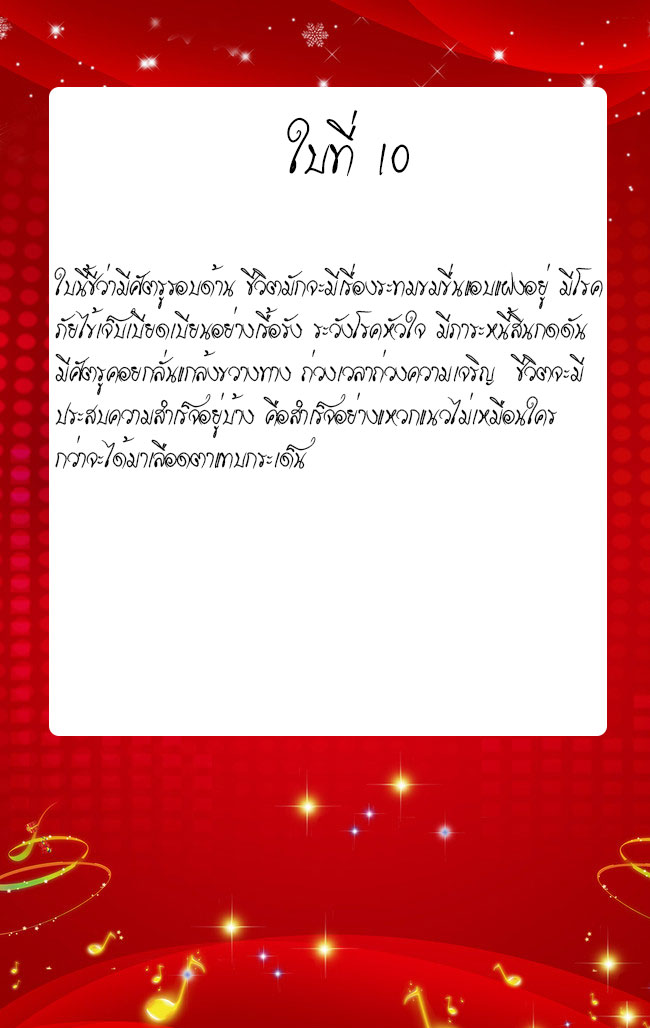 ใบที่ 10
ใบนี้ชี้ว่ามีศัตรูรอบด้าน ชีวิตมักจะมีเรื่องระทมขมขื่นแอบแฝงอยู่ มีโรค
ภัยไข้เจ็บเบียดเบียนอย่างเรื้อรัง ระวังโรคหัวใจ มีภาระหนี้สินกดดัน
มีศัตรูคอยกลั่นแกล้งขวางทาง ถ่วงเวลาถ่วงความเจริญ ชีวิตจะมี
ประสบความสำเร็จอยู่บ้าง คือสำเร็จอย่างแหวกแนวไม่เหมือนใคร
กว่าจะได้มาเลือดตาแทบกระเด็น